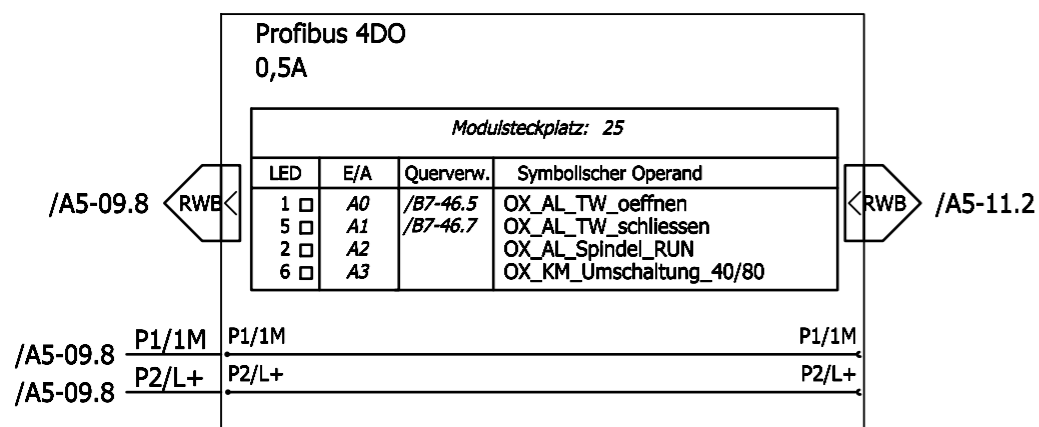 Profibus 4DO
0,5A
Modulsteckplatz: 25
LED E/A Querverw. Symbolischer Operand
/A5-09.8 RWB 1 A0 /B7-46.5 OX_AL_TW_oeffnen RWB /A5-11.2
5 A1 /B7-46.7 OX_AL_TW_schliessen
2 A2 OX_AL_Spindel_RUN
6 A3 OX_KM_Umschaltung_40/80
/A5-09.8 P1/1M P1/1M P1/1M
/A5-09.8 P2/L+ P2/L+ P2/L+